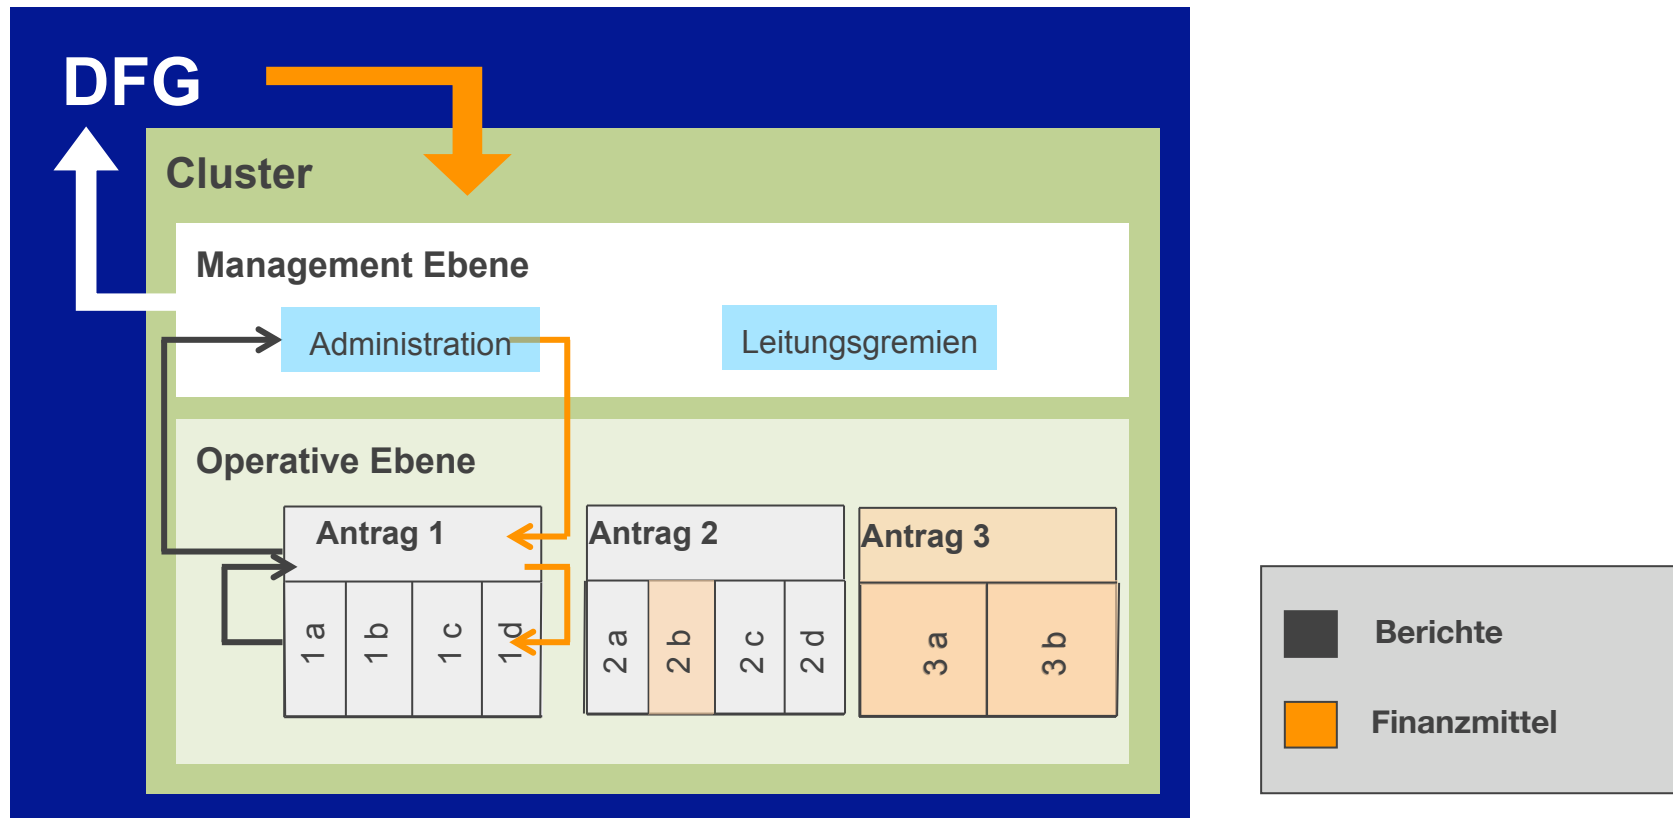 DFG
Cluster
Management Ebene
Administration
Leitungsgremien
Operative Ebene
Antrag 1
Antrag 2
Antrag 3
1 a
1 b
1 c
1 d
2 a
2 b
2 c
2 d
3 a
3 b
Berichte
Finanzmittel